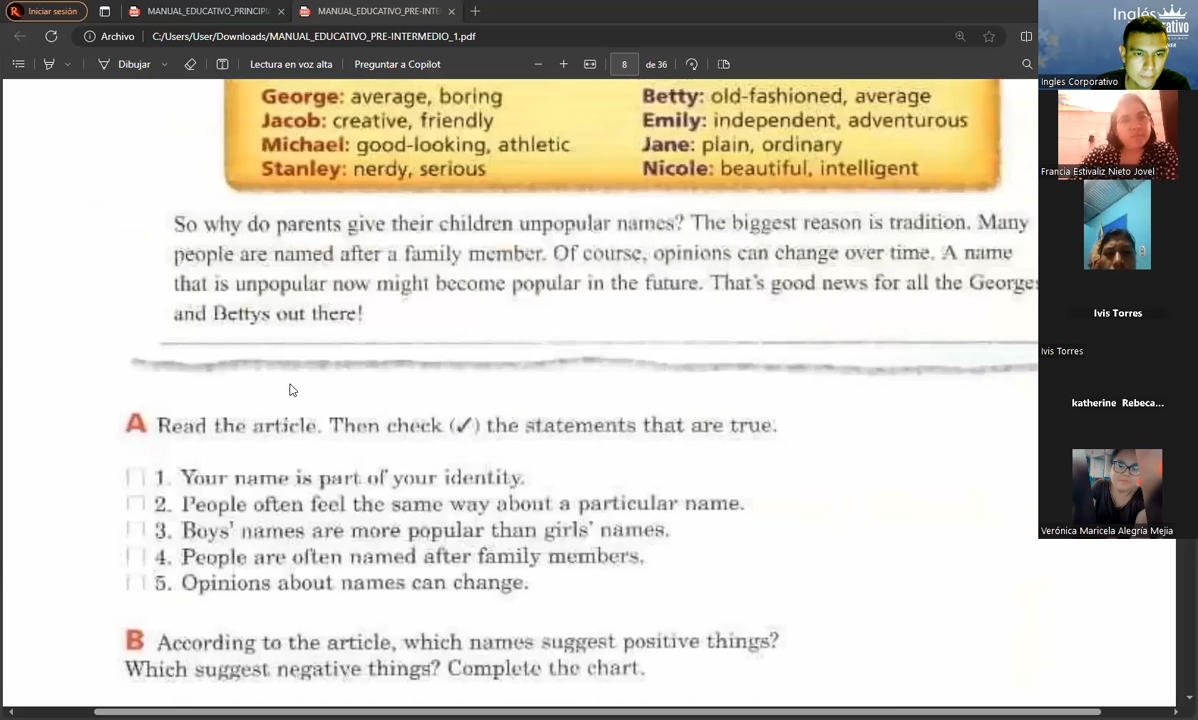 Iniciar sesión
MANUAL_EDUCATIVO_PRINCIPI
MANUAL_EDUCATIVO_PRE-INTE
Archivo
C:/Users/User/Downloads/MANUAL_EDUCATIVO_PRE-INTERMEDIO_1.pdf
Dibujar
Lectura en voz alta
Preguntar a Copilot
8
de 36
George: average, boring
Betty: old-fashioned, average
Jacob: creative, friendly
Emily: independent, adventurous
Michael: good-looking, athletic
Jane: plain, ordinary
Stanley: nerdy, serious
Nicole: beautiful, intelligent
So why do parents give their children unpopular names? The biggest reason is tradition. Many
people are named after a family member. Of course, opinions can change over time. A name
that is unpopular now might become popular in the future. That's good news for all the Georges
and Bettys out there!
A Read the article. Then check (✓) the statements that are true.
1. Your name is part of your identity.
2. People often feel the same way about a particular name.
3. Boys' names are more popular than girls' names.
4. People are often named after family members.
5. Opinions about names can change.
B According to the article, which names suggest positive things?
Which suggest negative things? Complete the chart.
Inglés
Ingles Corporativo
Francia Estivaliz Nieto Jovel
Ivis Torres
Ivis Torres
katherine Rebeca...
Verónica Maricela Alegría Mejia